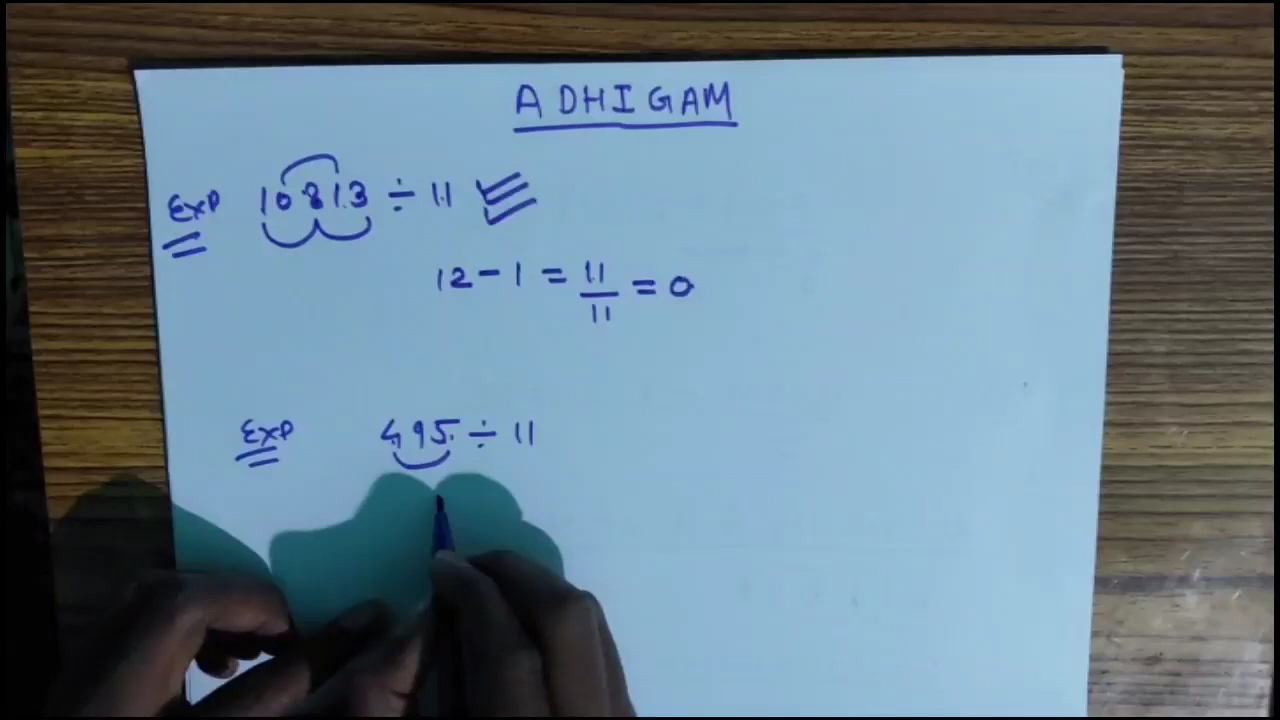 ADHIGAM
Exp 10813 ÷ 11
12 - 1 = 11/11 = 0
Exp 495 ÷ 11